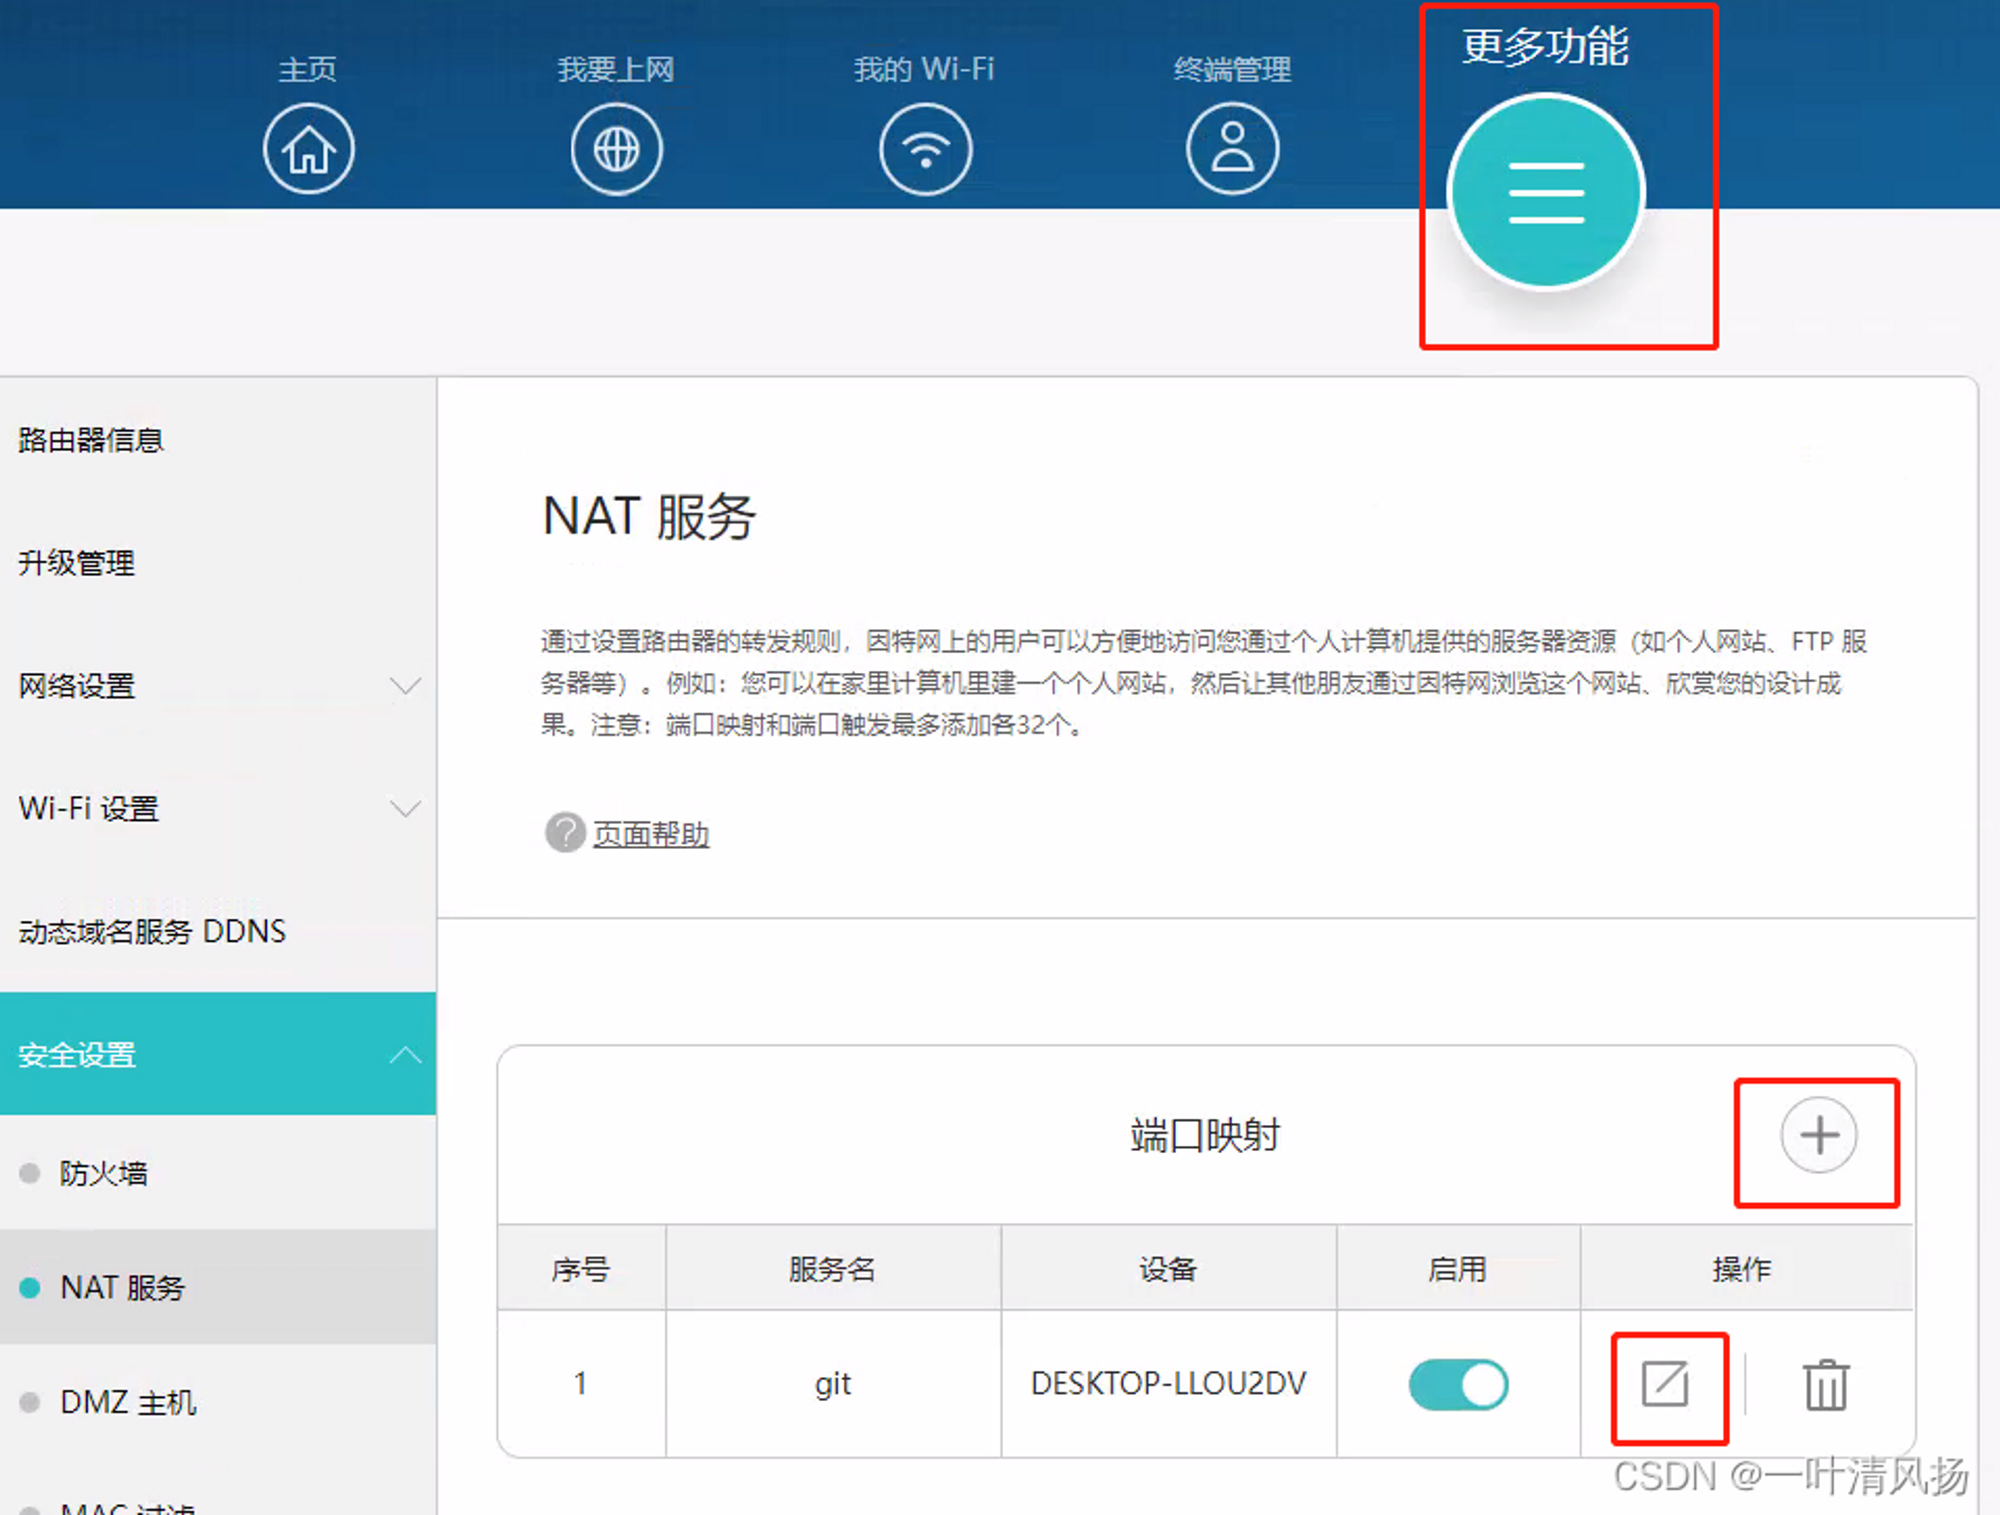 主页
我要上网
我的 Wi-Fi
终端管理
更多功能
路由器信息
升级管理
网络设置
Wi-Fi 设置
动态域名服务 DDNS
安全设置
防火墙
NAT 服务
DMZ 主机
MAC 过滤
NAT 服务
通过设置路由器的转发规则，因特网上的用户可以方便地访问您通过个人计算机提供的服务器资源（如个人网站、FTP 服
务器等）。例如：您可以在家里计算机里建一个个人网站，然后让其他朋友通过因特网浏览这个网站、欣赏您的设计成
果。注意：端口映射和端口触发最多添加各32个。
? 页面帮助
端口映射
序号 服务名 设备 启用 操作
1 git DESKTOP-LLOU2DV
CSDN @一叶清风扬